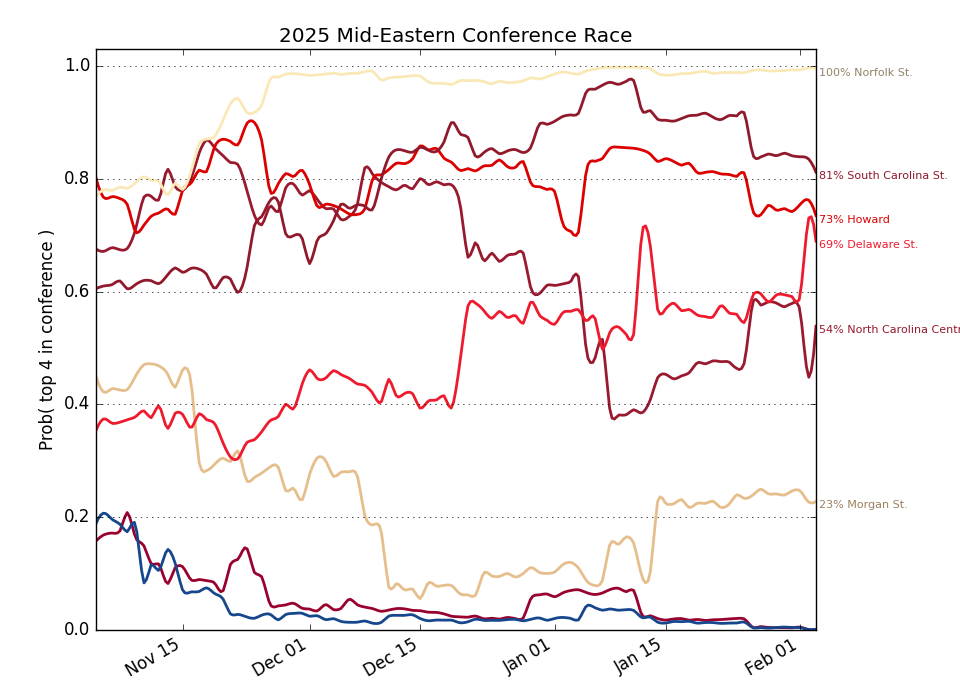 2025 Mid-Eastern Conference Race
Prob( top 4 in conference )
1.0
0.8
0.6
0.4
0.2
0.0
Nov 15
Dec 01
Dec 15
Jan 01
Jan 15
Feb 01
100% Norfolk St.
81% South Carolina St.
73% Howard
69% Delaware St.
54% North Carolina Centr
23% Morgan St.